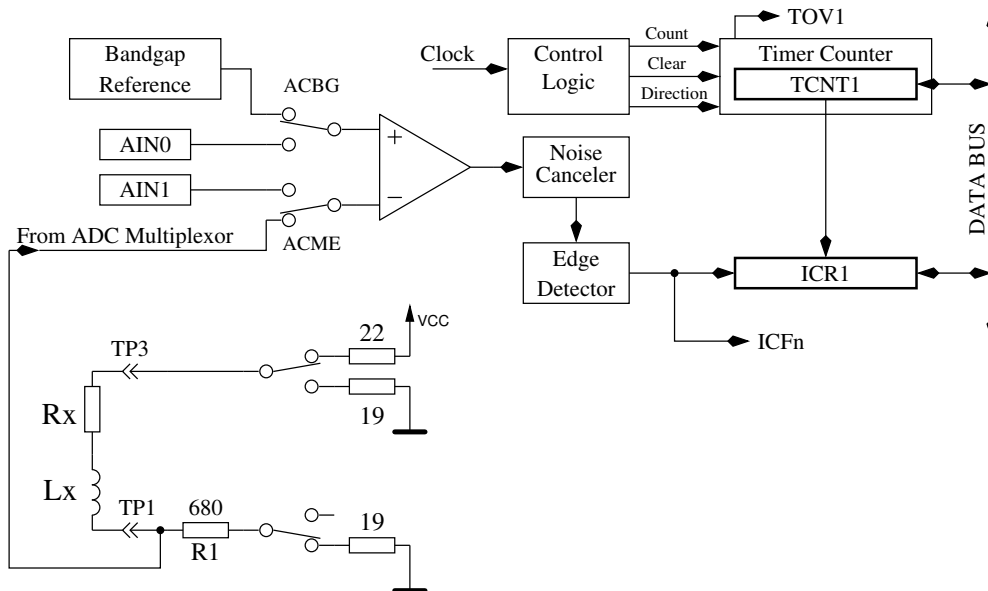 TOV1
Bandgap
Reference
ACBG
Clock
Control
Logic
Count
Clear
Direction
Timer Counter
TCNT1
AIN0
+
Noise
Canceler
AIN1
−
DATA BUS
From ADC Multiplexor
ACME
Edge
Detector
ICR1
ICFn
VCC
22
TP3
19
Rx
Lx
TP1
680
R1
19